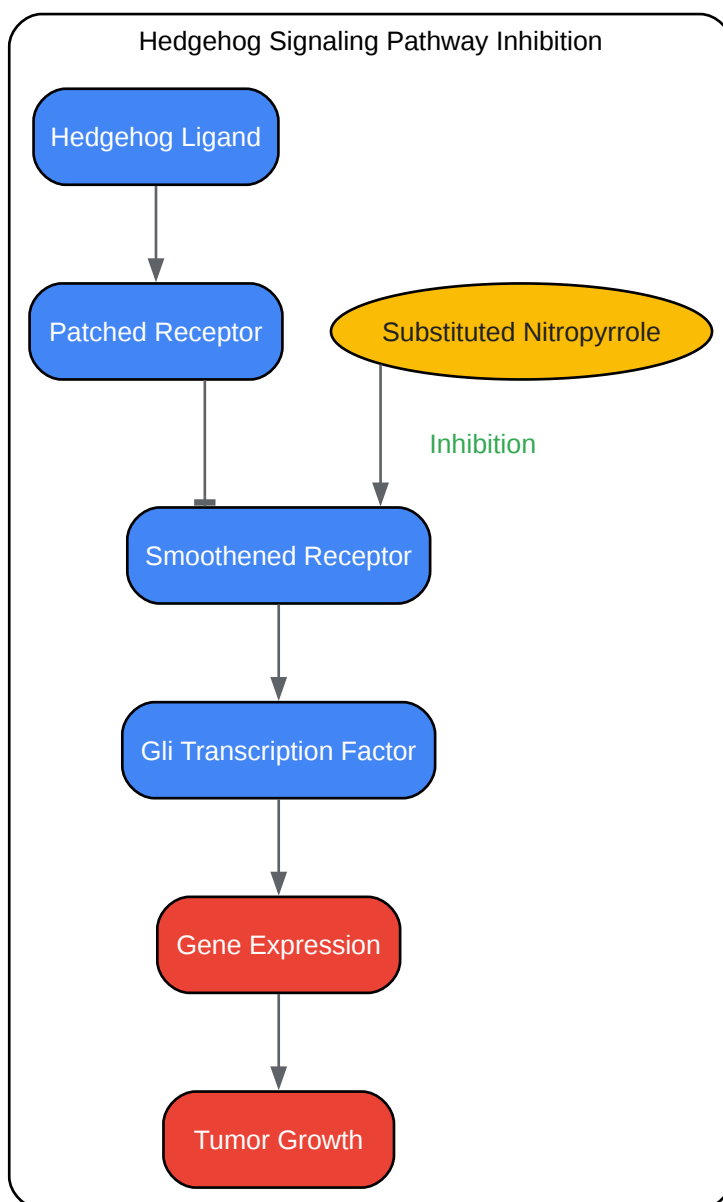 Hedgehog Signaling Pathway Inhibition
Hedgehog Ligand
Patched Receptor
Substituted Nitropyrrole
Inhibition
Smoothened Receptor
Gli Transcription Factor
Gene Expression
Tumor Growth